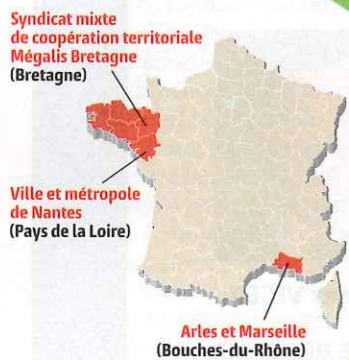 Syndicat mixte
de coopération territoriale
Mégalis Bretagne
(Bretagne)
Ville et métropole
de Nantes
(Pays de la Loire)
Arles et Marseille
(Bouches-du-Rhône)